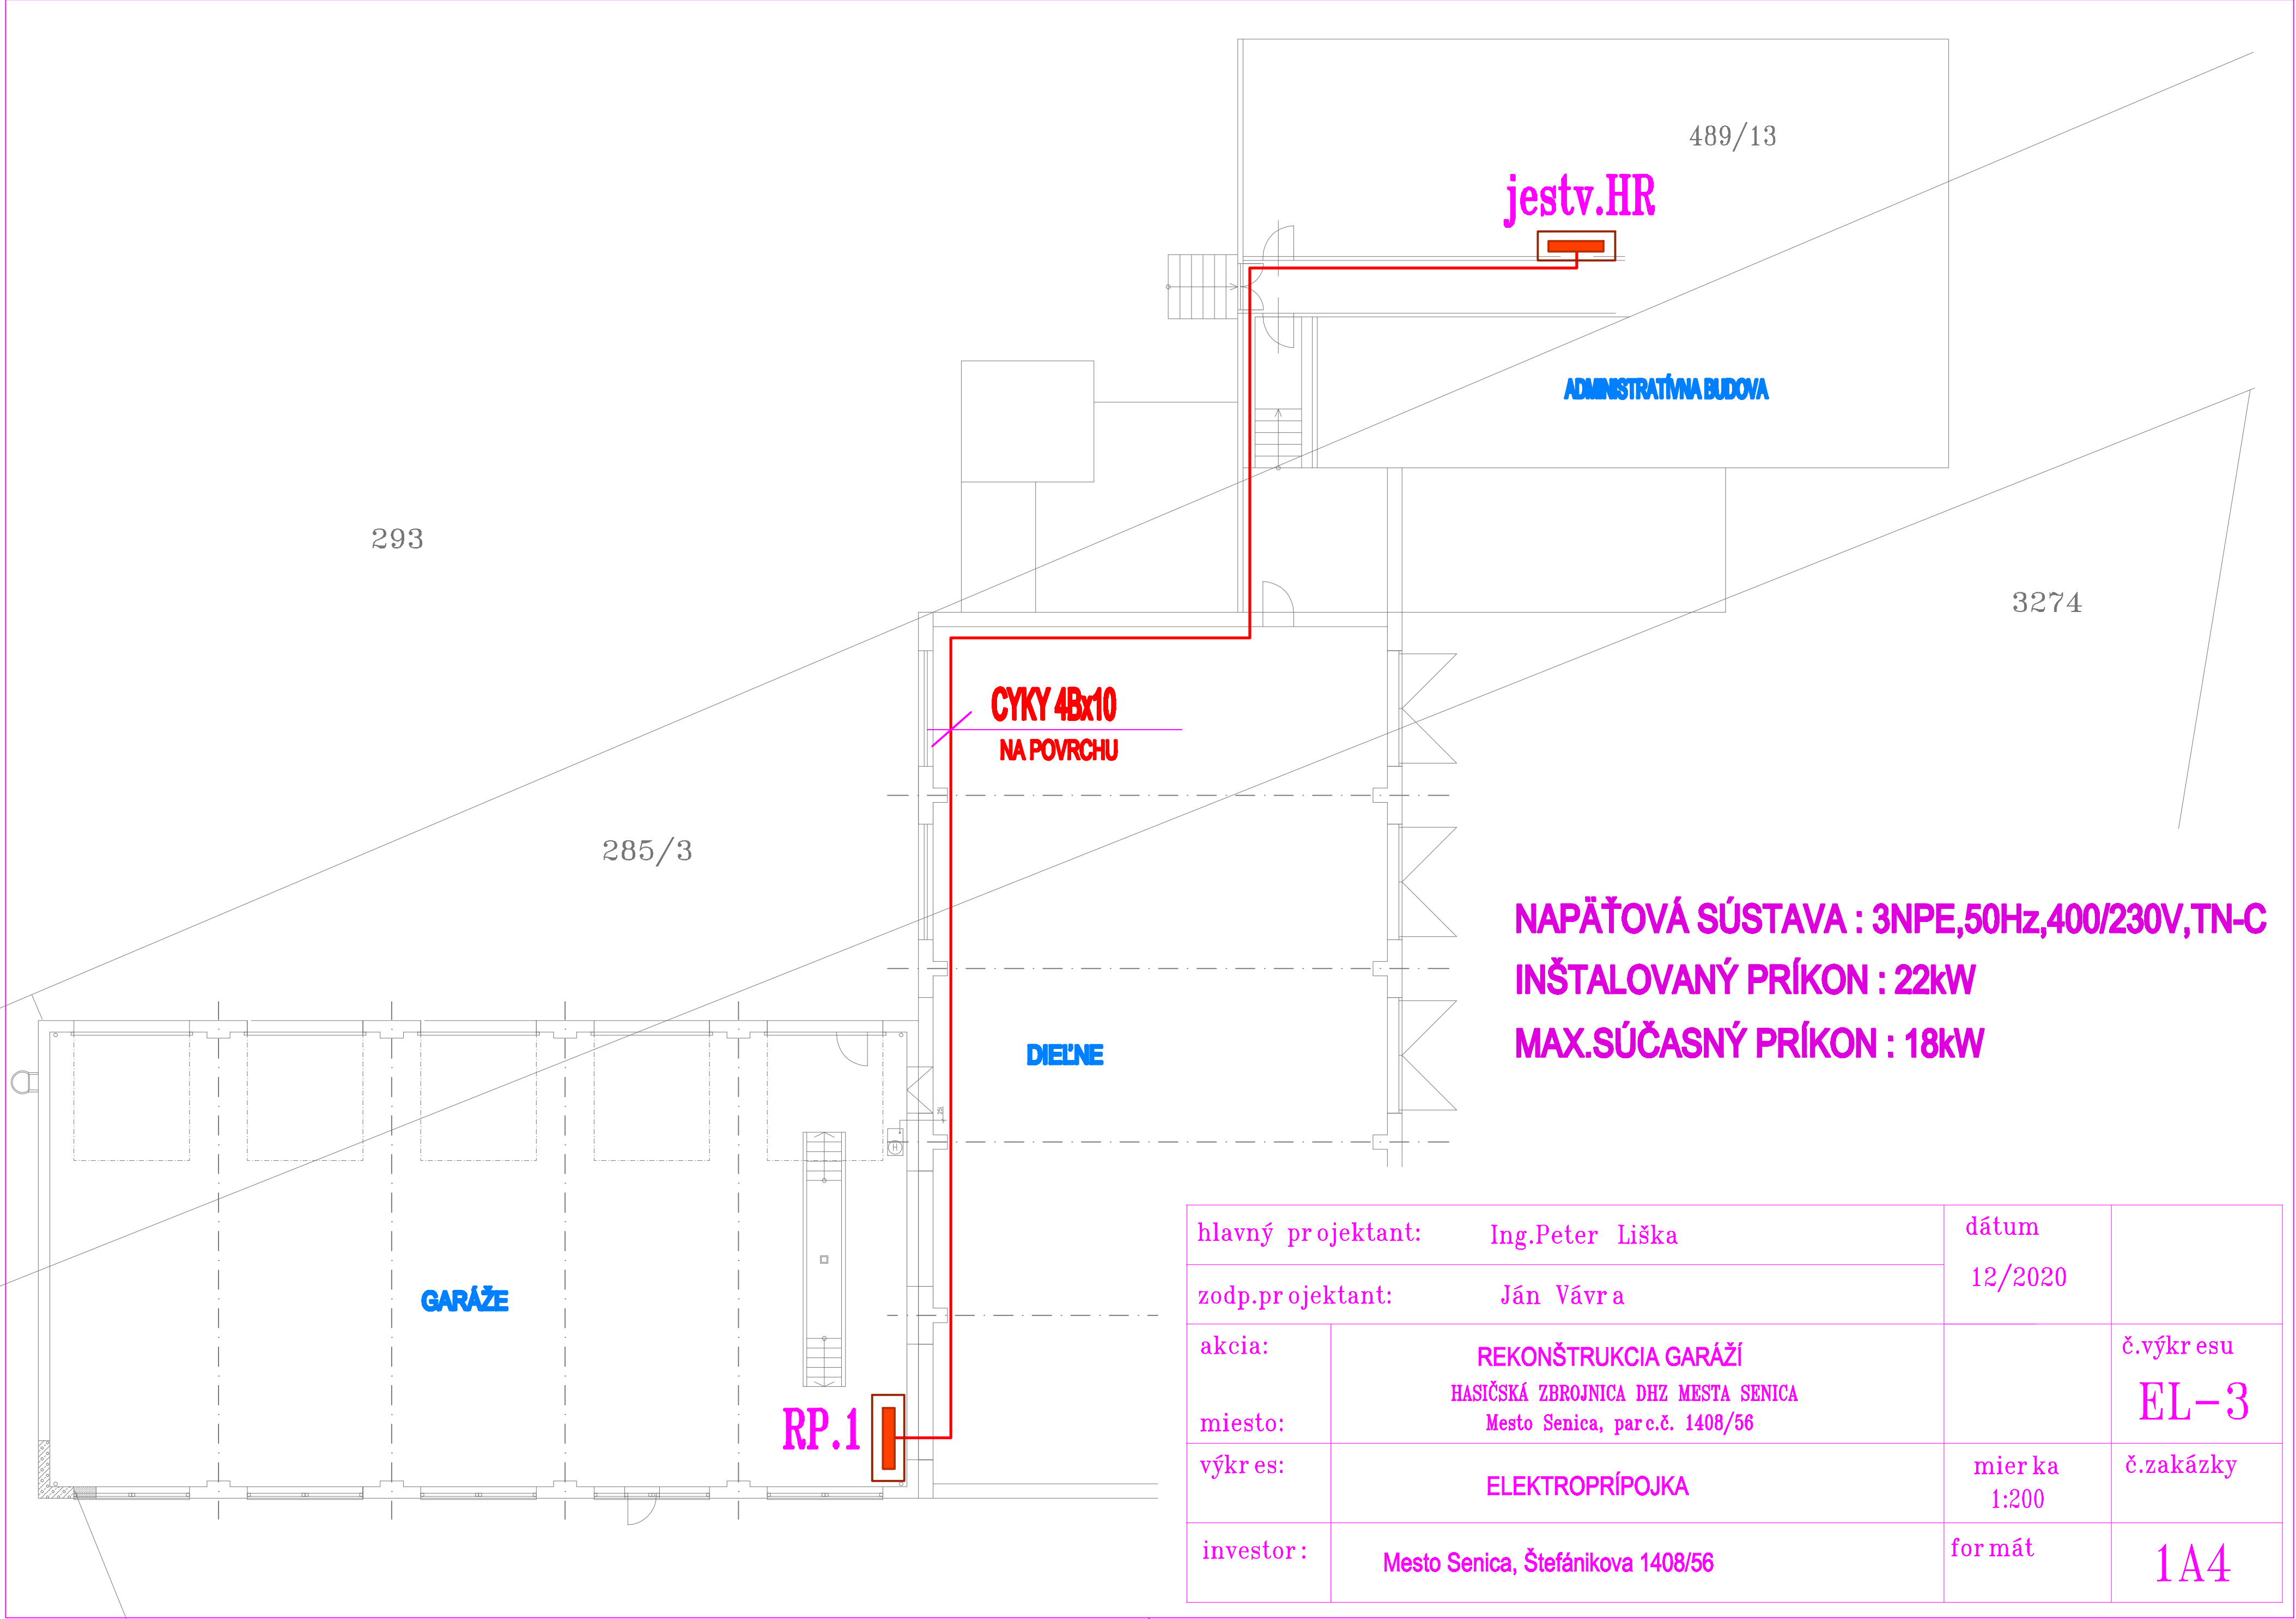 489/13
jestv.HR
ADMINISTRATÍVNA BUDOVA
293
3274
CYKY 4Bx10
NA POVRCHU
285/3
NAPÄŤOVÁ SÚSTAVA : 3NPE,50Hz,400/230V,TN-C
INŠTALOVANÝ PRÍKON : 22kW
MAX.SÚČASNÝ PRÍKON : 18kW
DIEĽNE
H
GARÁŽE
RP.1
hlavný projektant: Ing.Peter Liška
dátum
12/2020
zodp.projektant: Ján Vávra
akcia: REKONŠTRUKCIA GARÁŽÍ
HASIČSKÁ ZBROJNICA DHZ MESTA SENICA
miesto: Mesto Senica, parc.č. 1408/56
č.výkresu
EL-3
výkres: ELEKTROPRÍPOJKA
mierka
1:200
č.zakázky
investor: Mesto Senica, Štefánikova 1408/56
formát
1A4